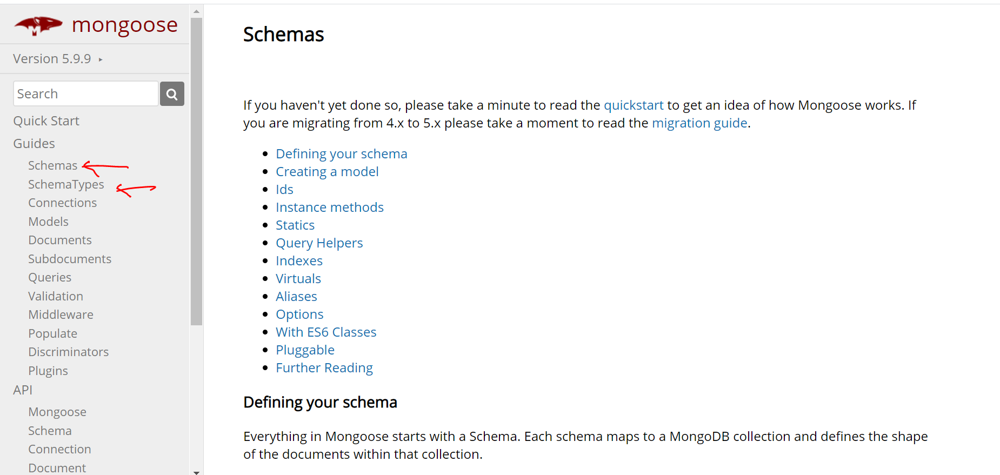 mongoose
Version 5.9.9 ▸
Search
Quick Start
Guides
Schemas
SchemaTypes
Connections
Models
Documents
Subdocuments
Queries
Validation
Middleware
Populate
Discriminators
Plugins
API
Mongoose
Schema
Connection
Document
Schemas
If you haven't yet done so, please take a minute to read the quickstart to get an idea of how Mongoose works. If
you are migrating from 4.x to 5.x please take a moment to read the migration guide.
• Defining your schema
• Creating a model
• Ids
• Instance methods
• Statics
• Query Helpers
• Indexes
• Virtuals
• Aliases
• Options
• With ES6 Classes
• Pluggable
• Further Reading
Defining your schema
Everything in Mongoose starts with a Schema. Each schema maps to a MongoDB collection and defines the shape
of the documents within that collection.